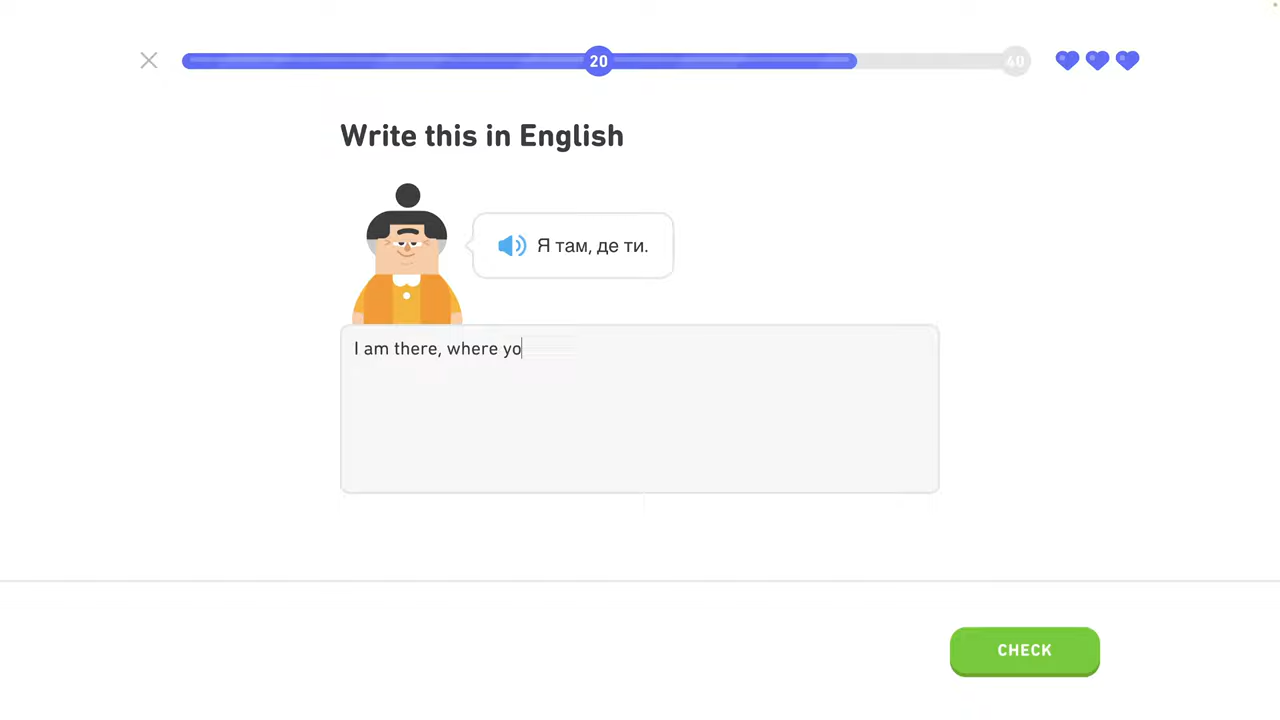 20
40
Write this in English
Я там, де ти.
I am there, where yo
CHECK